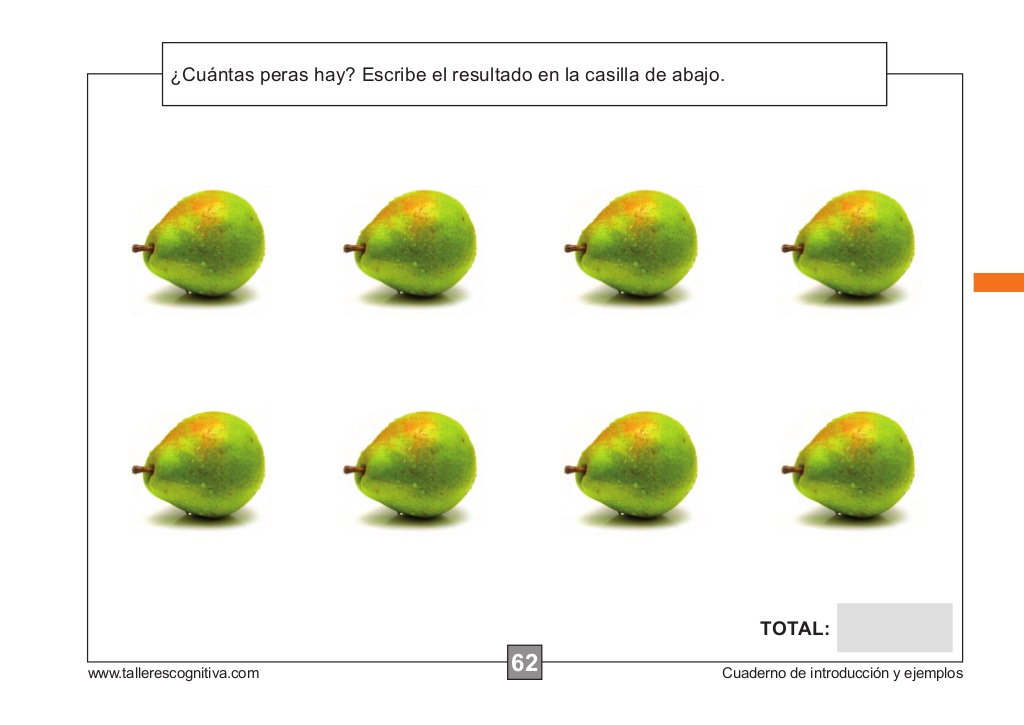 ¿Cuántas peras hay? Escribe el resultado en la casilla de abajo.
TOTAL:
62
www.tallerescognitiva.com
Cuaderno de introducción y ejemplos